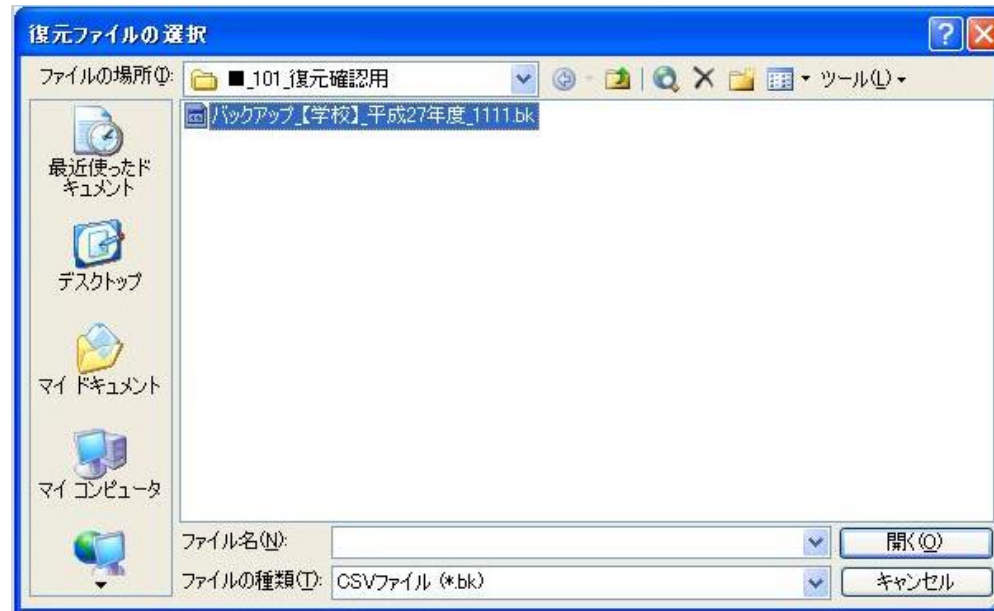 復元ファイルの選択
ファイルの場所(I): ■_101_復元確認用 ツール(L)
バックアップ_【学校】_平成27年度_1111.bk
最近使ったド
キュメント
デスクトップ
マイ ドキュメント
マイ コンピュータ
ファイル名(N): 開く(O)
ファイルの種類(T): CSVファイル (*.bk) キャンセル